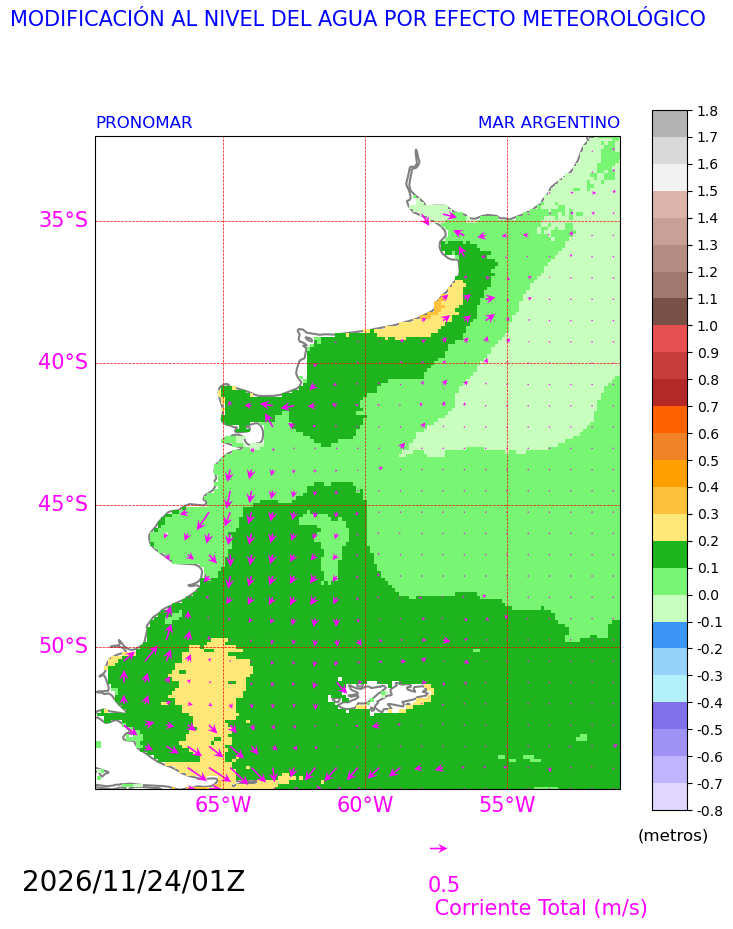 MODIFICACIÓN AL NIVEL DEL AGUA POR EFECTO METEOROLÓGICO
PRONOMAR
MAR ARGENTINO
35°S
40°S
45°S
50°S
65°W
60°W
55°W
1.8
1.7
1.6
1.5
1.4
1.3
1.2
1.1
1.0
0.9
0.8
0.7
0.6
0.5
0.4
0.3
0.2
0.1
0.0
-0.1
-0.2
-0.3
-0.4
-0.5
-0.6
-0.7
-0.8
(metros)
2026/11/24/01Z
0.5
Corriente Total (m/s)